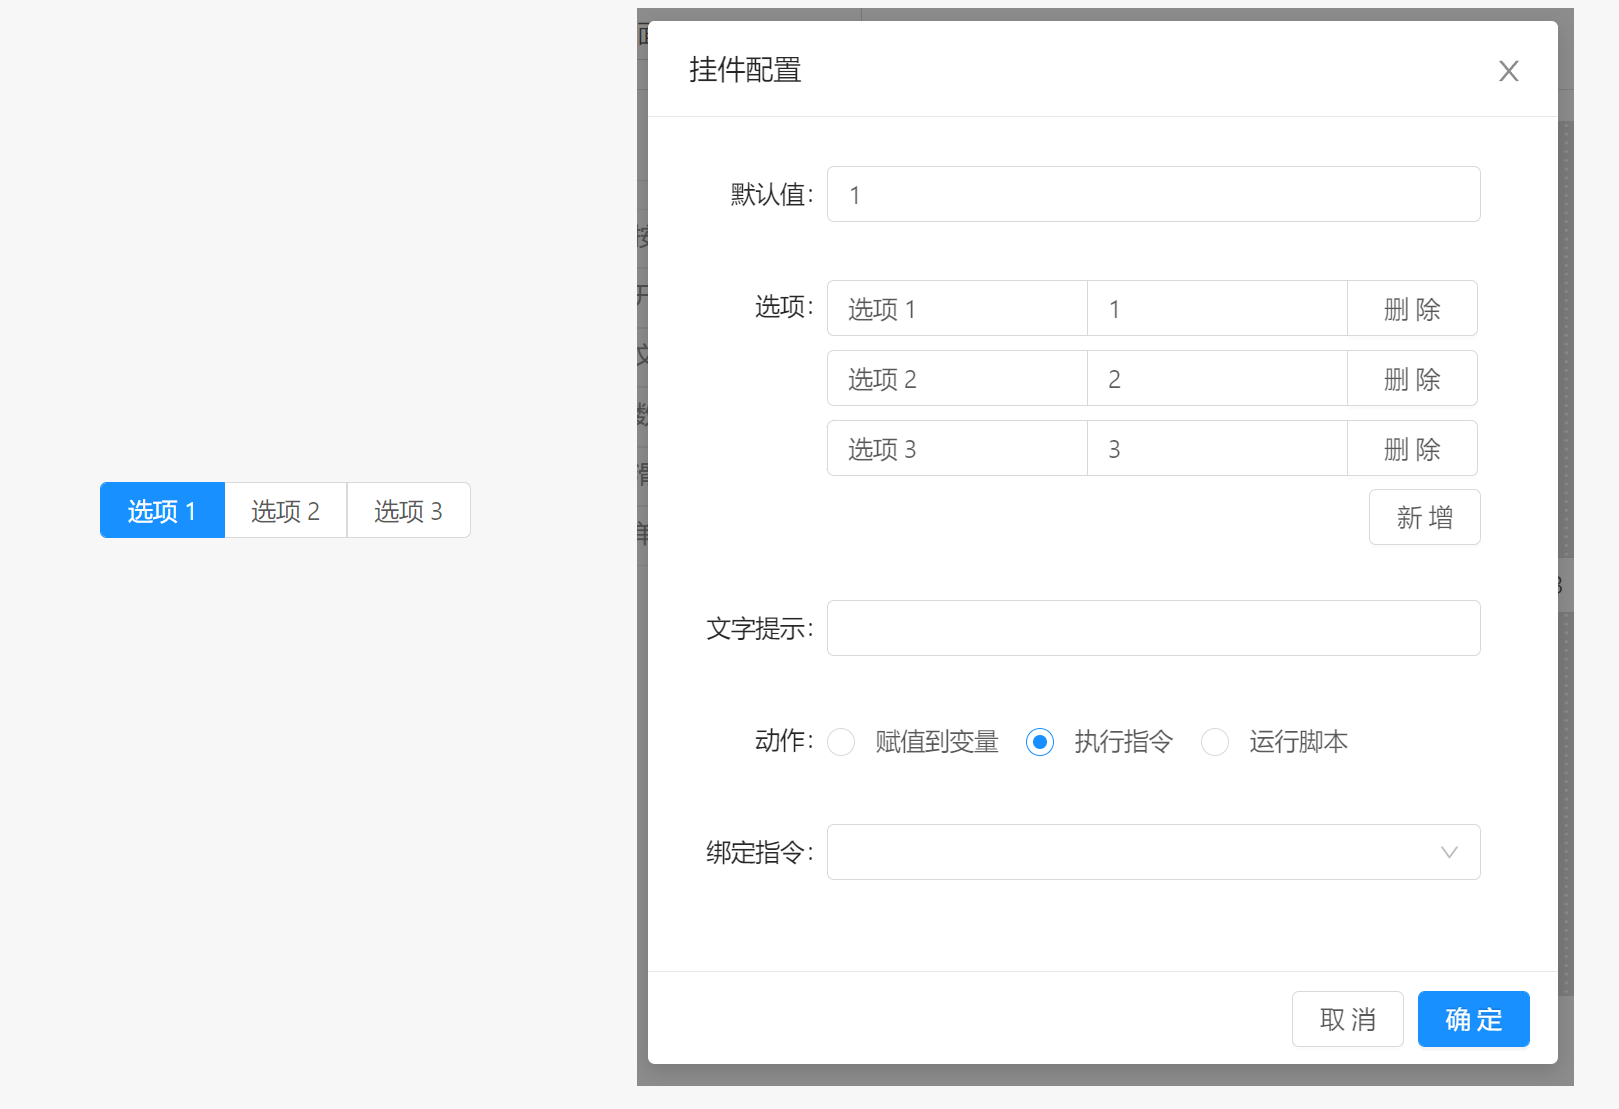 选项 1 选项 2 选项 3
挂件配置
默认值: 1
选项: 选项 1 1 删 除
选项 2 2 删 除
选项 3 3 删 除
新 增
文字提示:
动作: 赋值到变量 执行指令 运行脚本
绑定指令:
取 消 确 定